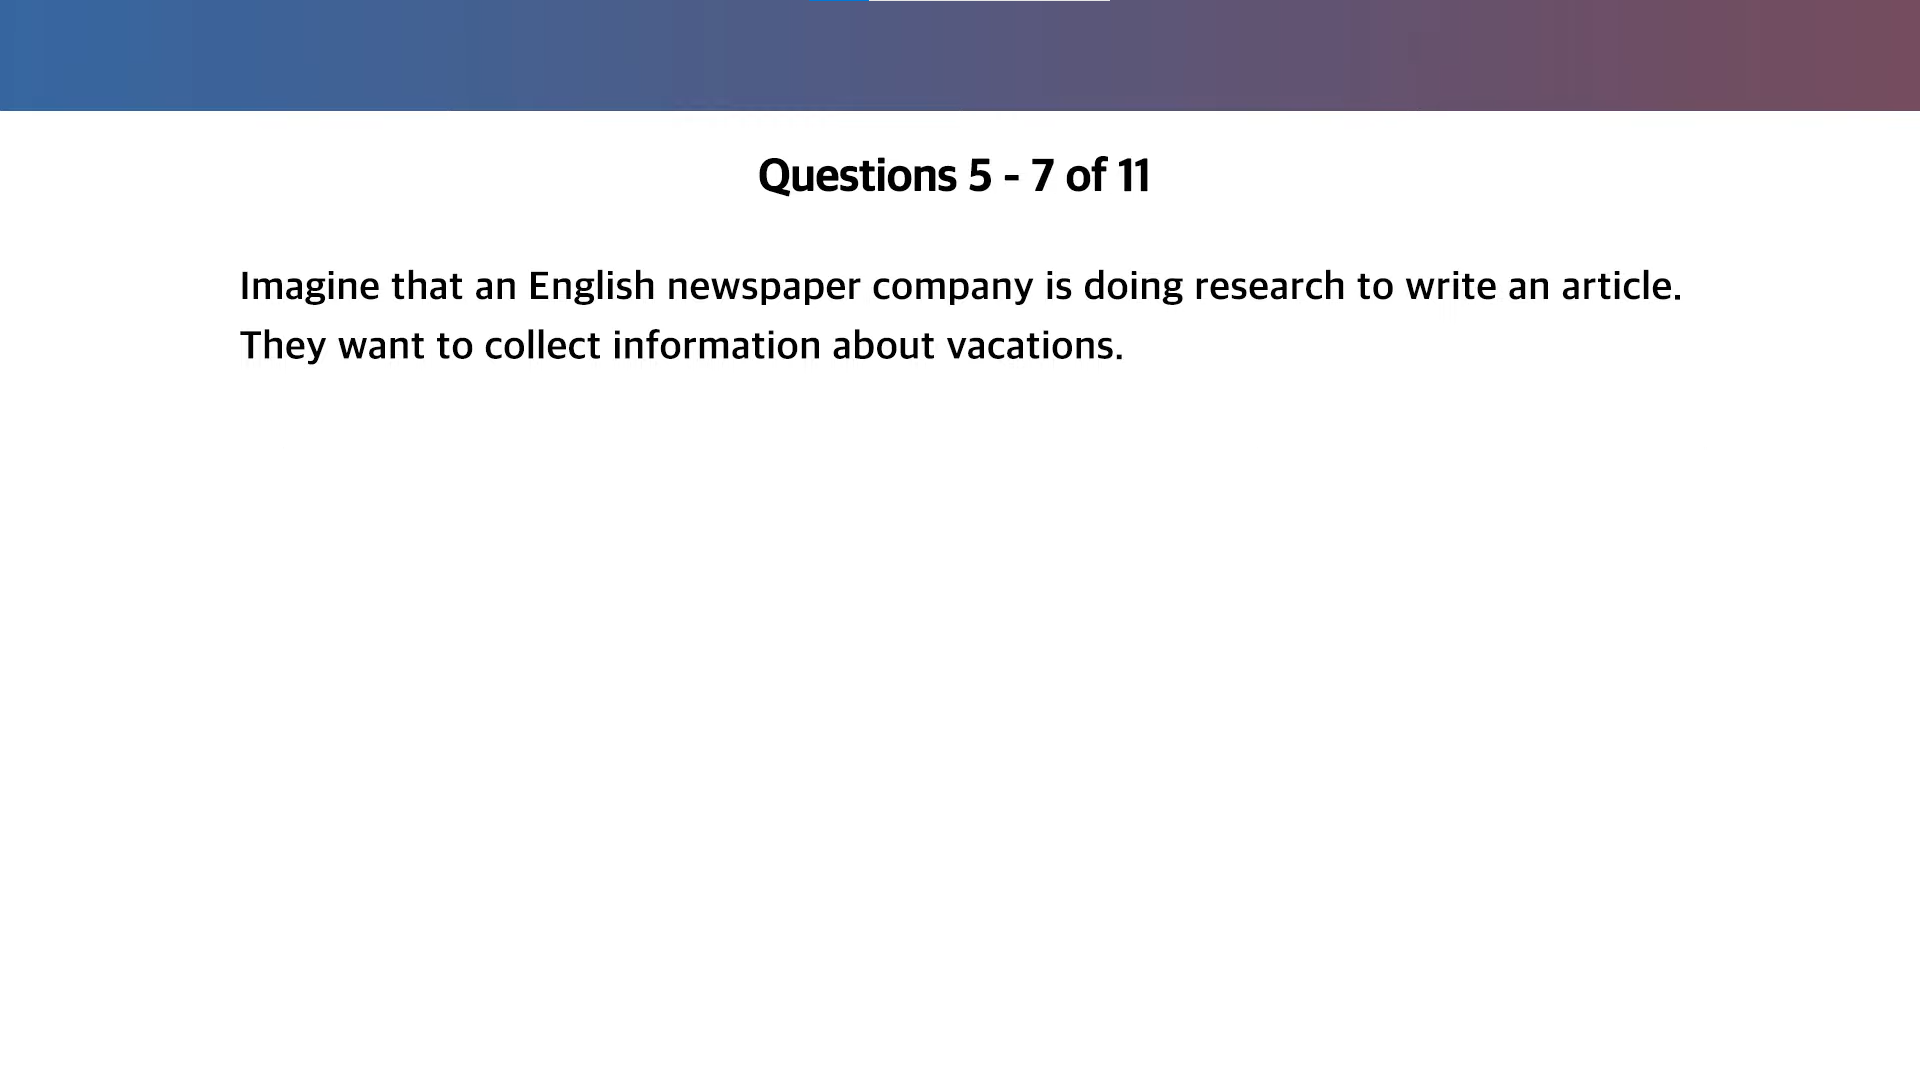 Questions 5 - 7 of 11
Imagine that an English newspaper company is doing research to write an article.
They want to collect information about vacations.